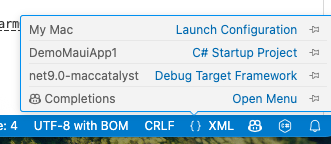 arm
My Mac Launch Configuration
DemoMauiApp1 C# Startup Project
net9.0-maccatalyst Debug Target Framework
Completions Open Menu
e: 4 UTF-8 with BOM CRLF {} XML